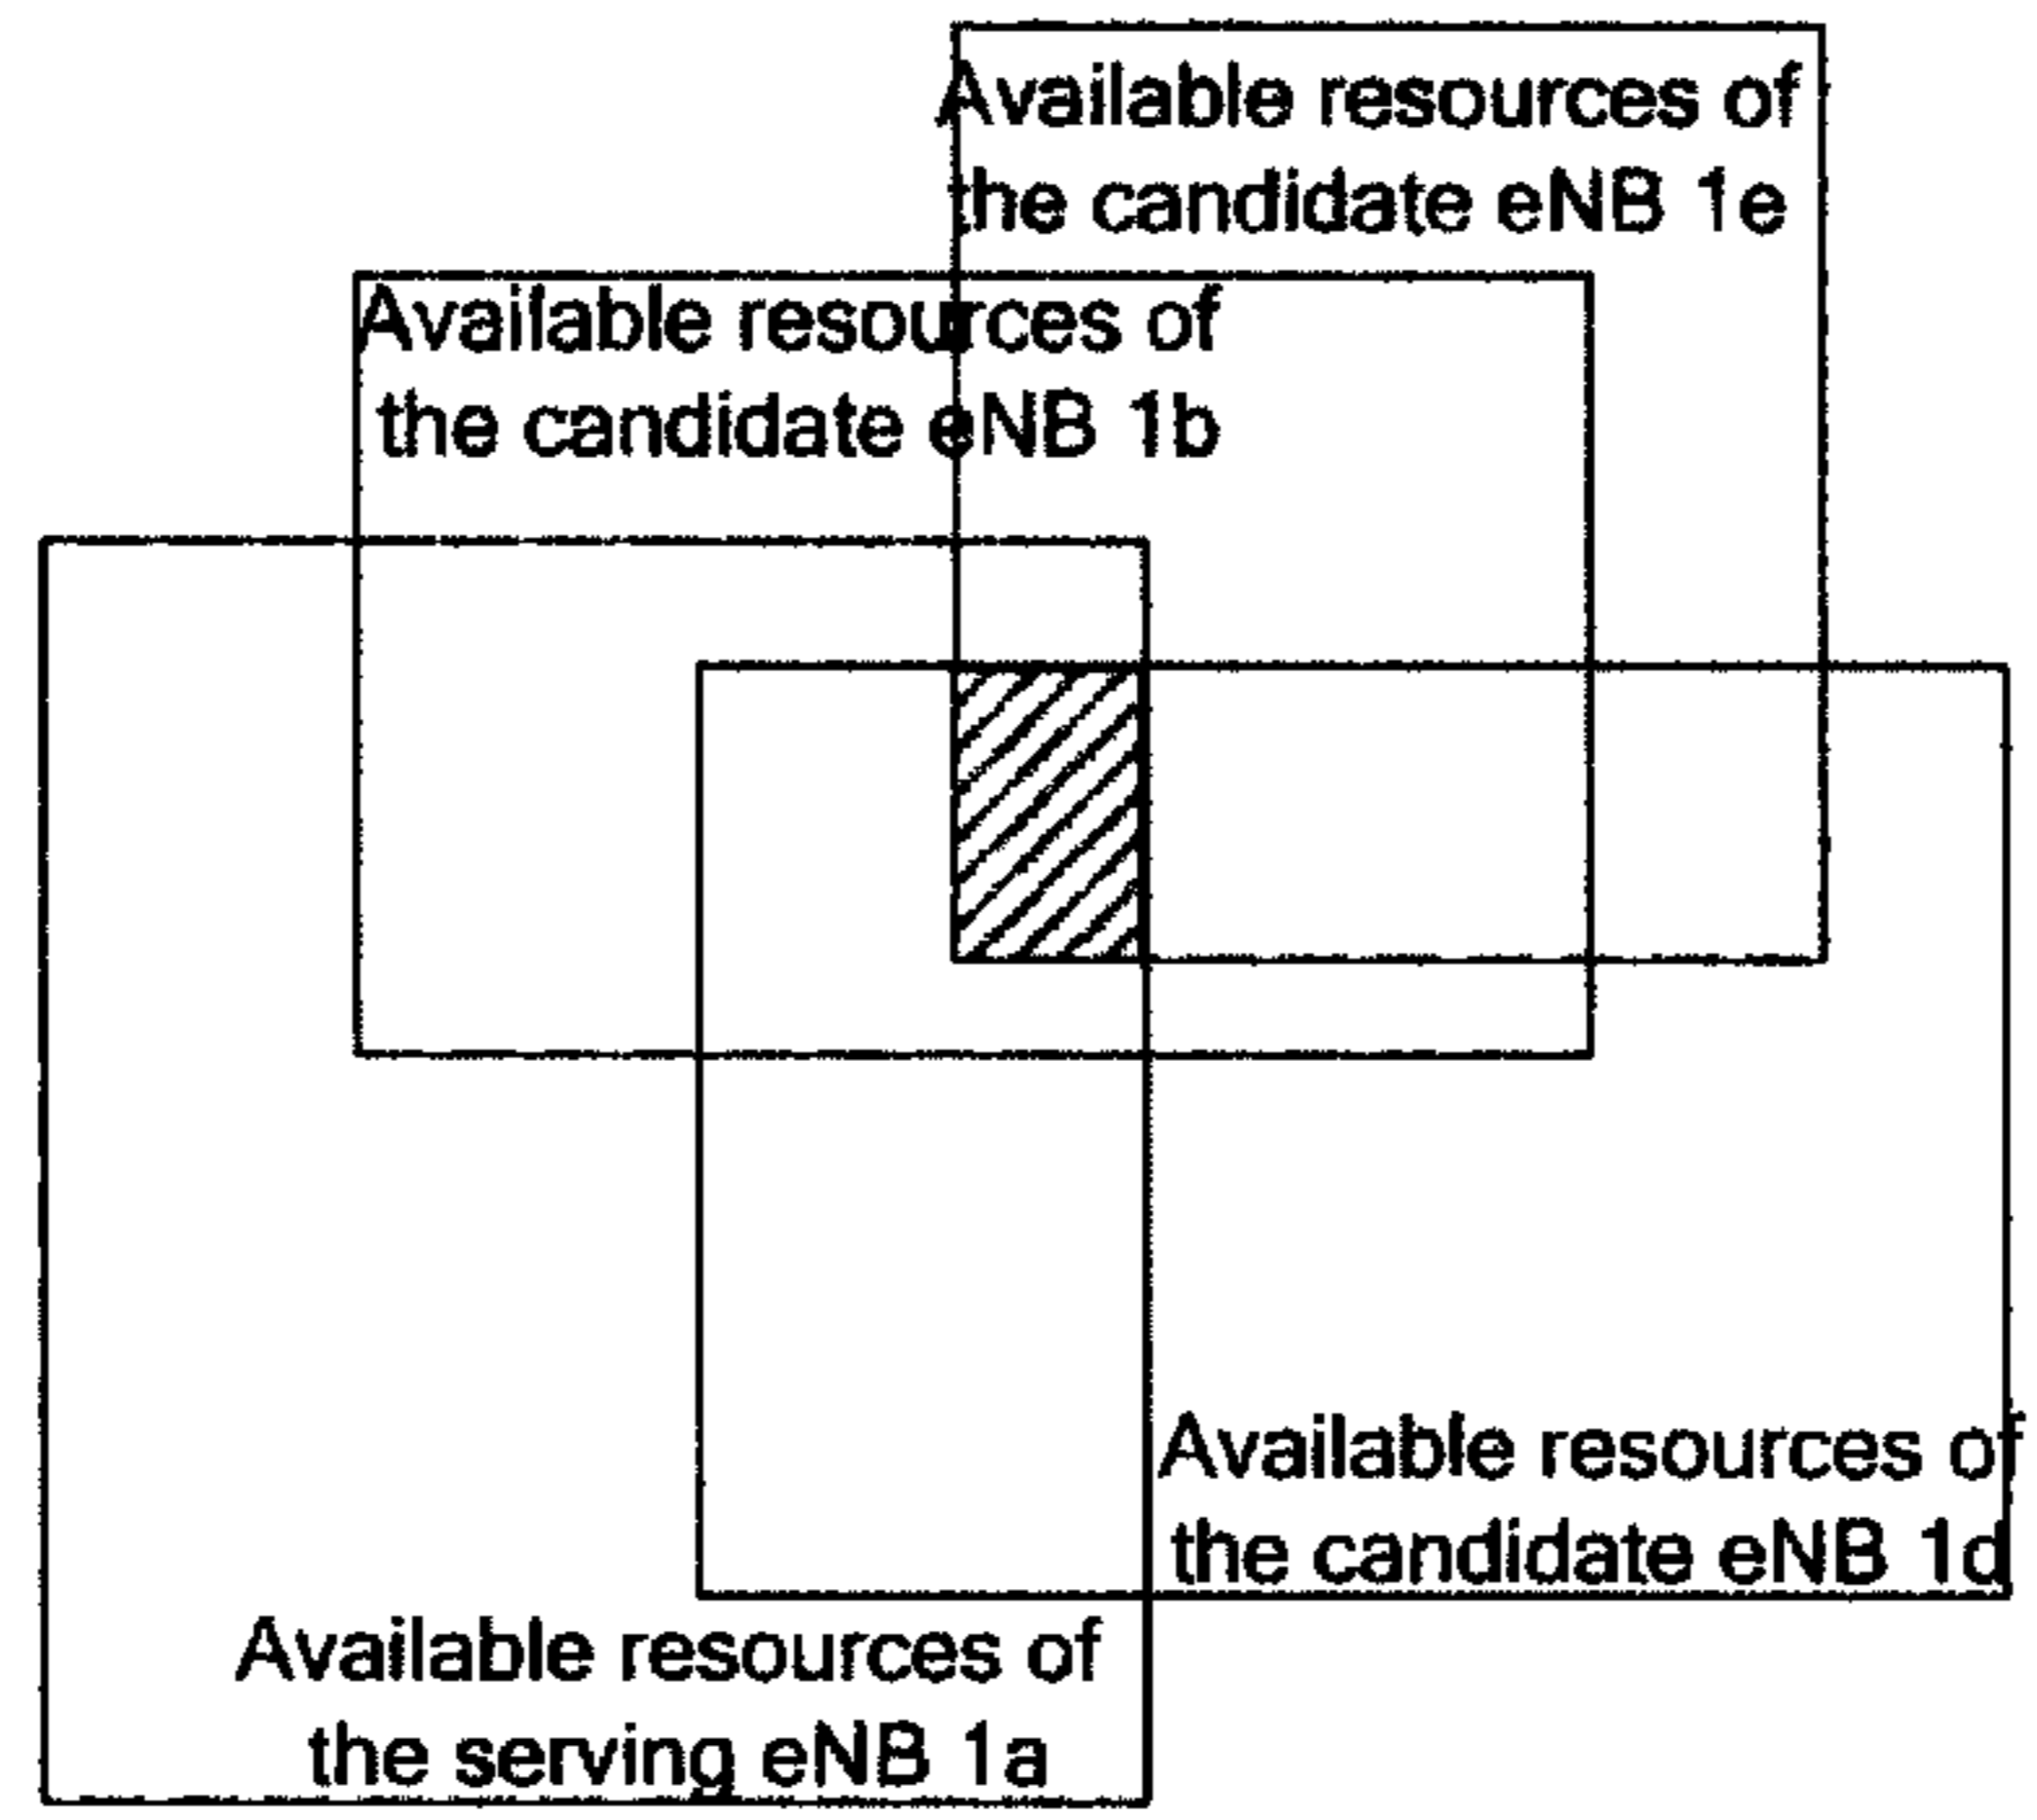 Available resources of
the candidate eNB 1e
Available resources of
the candidate eNB 1b
Available resources of
the candidate eNB 1d
Available resources of
the serving eNB 1a